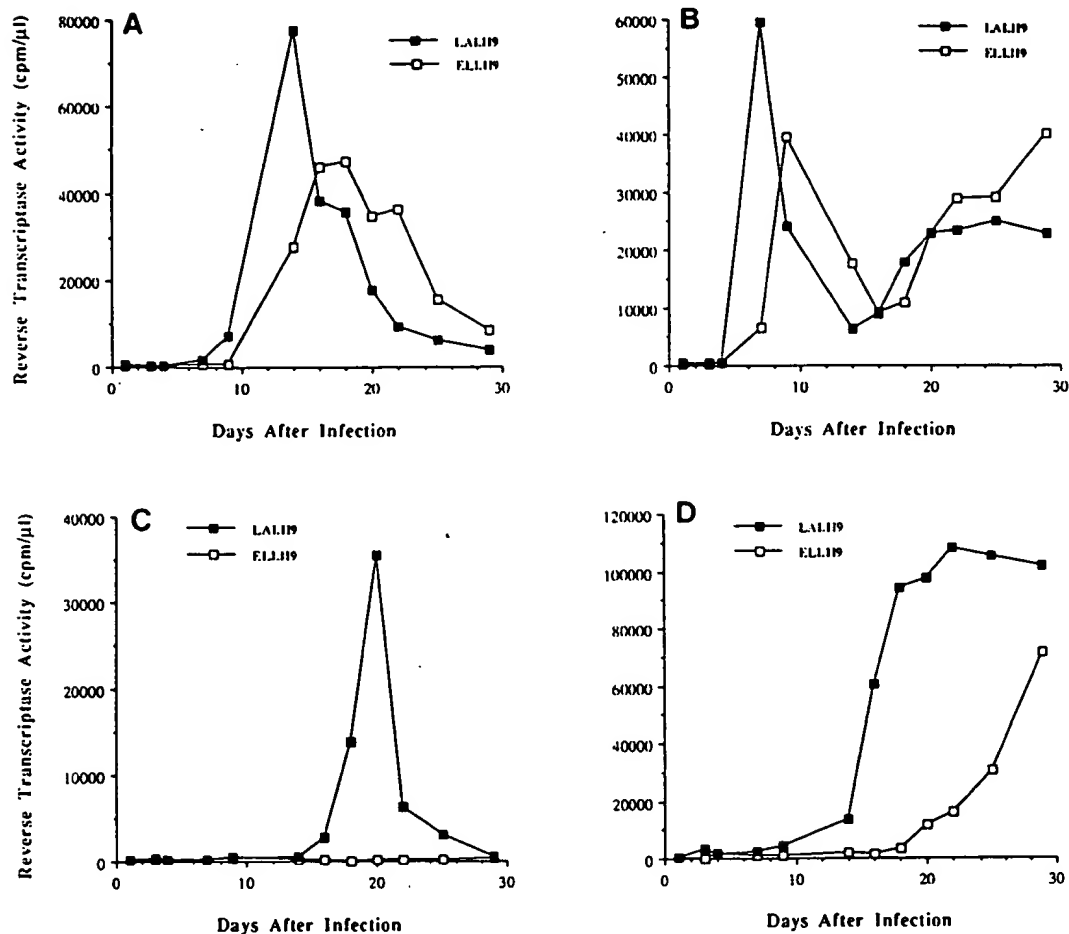 A
Reverse Transcriptase Activity (cpm/µl)
80000
60000
40000
20000
0
0
10
20
30
LAI.H9
ELI.H9
Days After Infection
B
60000
50000
40000
30000
20000
10000
0
0
10
20
30
LAI.H9
ELI.H9
Days After Infection
C
Reverse Transcriptase Activity (cpm/µl)
40000
30000
20000
10000
0
0
10
20
30
LAI.H9
ELI.H9
Days After Infection
D
120000
100000
80000
60000
40000
20000
0
0
10
20
30
LAI.H9
ELI.H9
Days After Infection